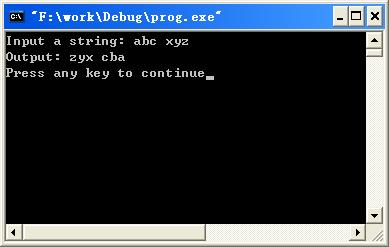 "F:\work\Debug\prog.exe"
Input a string: abc xyz
Output: zyx cba
Press any key to continue